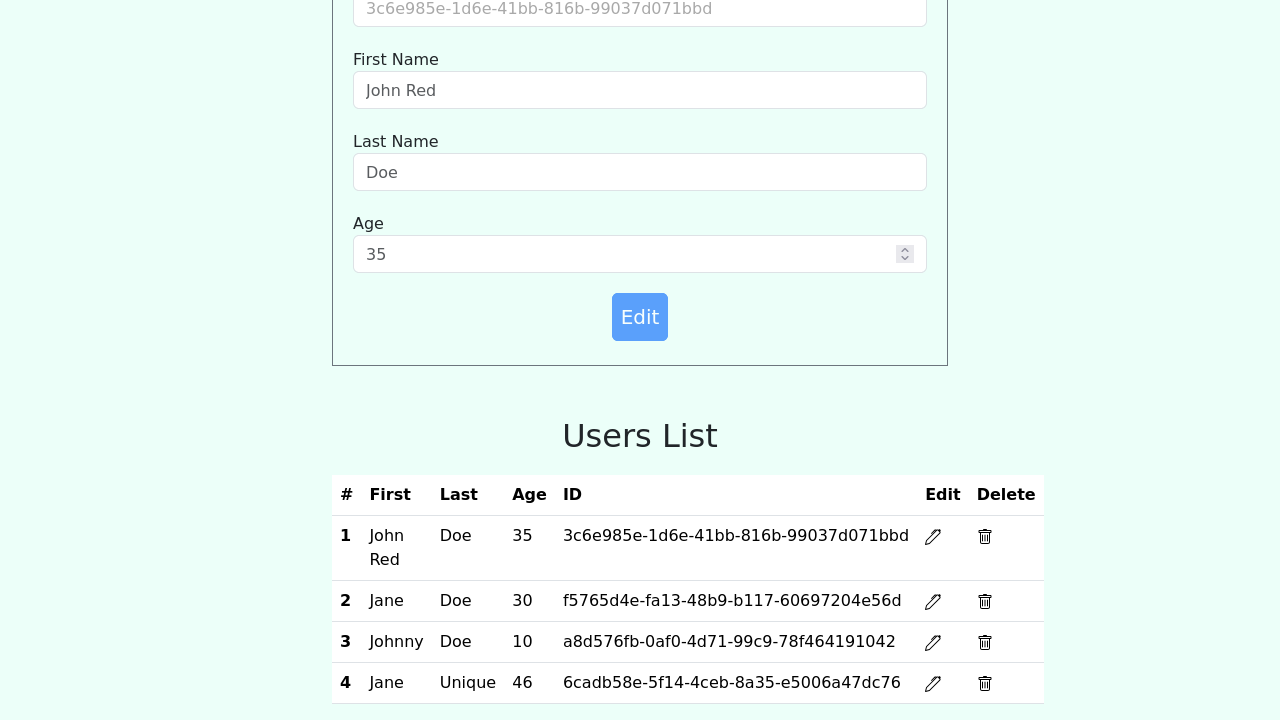 3c6e985e-1d6e-41bb-816b-99037d071bbd
First Name
John Red
Last Name
Doe
Age
35
Edit
Users List
# First Last Age ID Edit Delete
1 John Red Doe 35 3c6e985e-1d6e-41bb-816b-99037d071bbd
2 Jane Doe 30 f5765d4e-fa13-48b9-b117-60697204e56d
3 Johnny Doe 10 a8d576fb-0af0-4d71-99c9-78f464191042
4 Jane Unique 46 6cadb58e-5f14-4ceb-8a35-e5006a47dc76